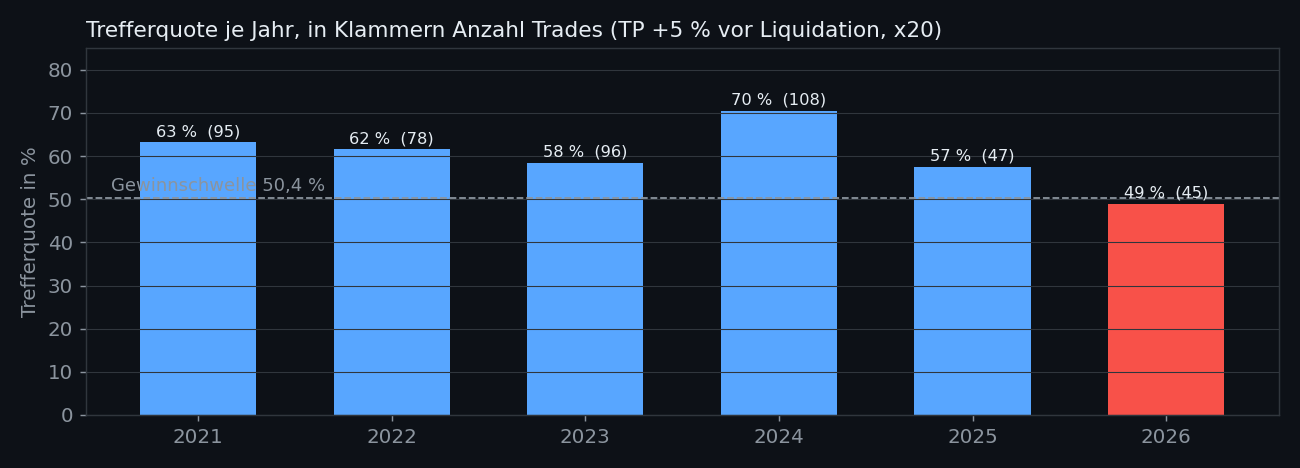 Trefferquote je Jahr, in Klammern Anzahl Trades (TP +5 % vor Liquidation, x20)
Trefferquote in %
80
70
60
50
40
30
20
10
0
63 % (95)
62 % (78)
58 % (96)
70 % (108)
57 % (47)
49 % (45)
Gewinnschwelle 50,4 %
2021
2022
2023
2024
2025
2026